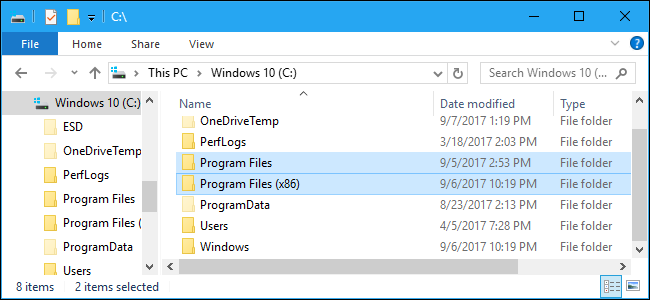 C:\
File Home Share View
This PC > Windows 10 (C:) Search Windows 10 (...
Windows 10 (C:)
ESD
OneDriveTemp
PerfLogs
Program Files
Program Files (
ProgramData
Users
Name Date modified Type
OneDriveTemp 9/7/2017 1:19 PM File folder
PerfLogs 3/18/2017 2:03 PM File folder
Program Files 9/5/2017 2:53 PM File folder
Program Files (x86) 9/6/2017 10:19 PM File folder
ProgramData 8/23/2017 2:13 PM File folder
Users 4/5/2017 7:28 PM File folder
Windows 9/6/2017 10:19 PM File folder
8 items 2 items selected